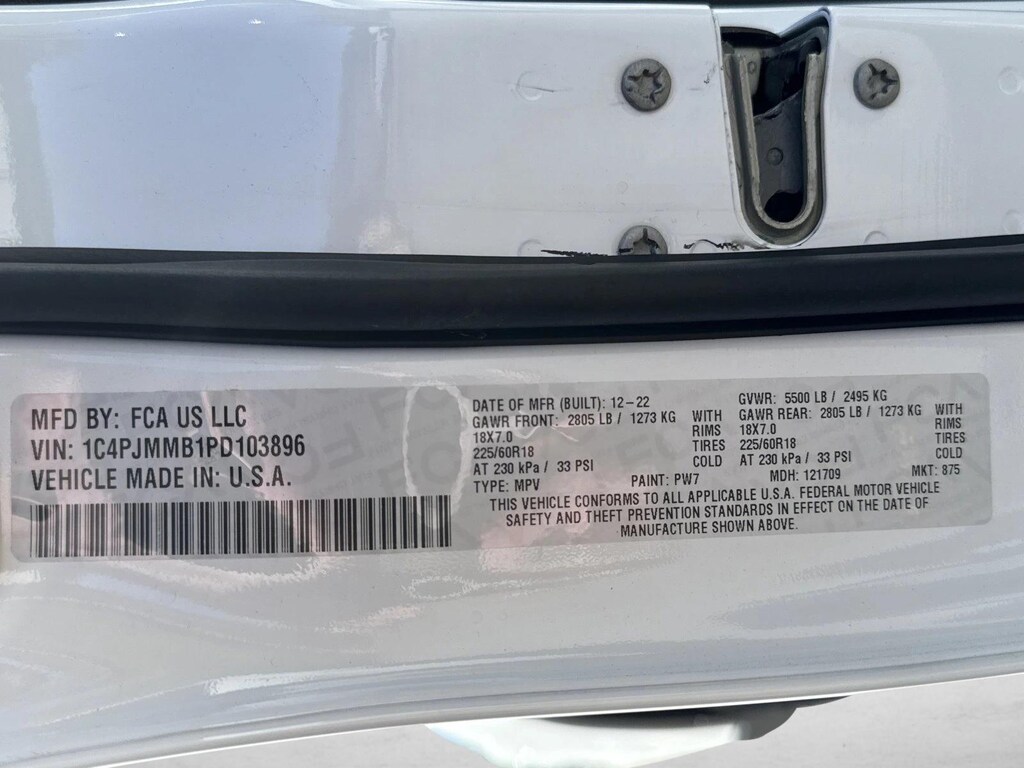 MFD BY: FCA US LLC
VIN: 1C4PJMMB1PD103896
VEHICLE MADE IN: U.S.A.
DATE OF MFR (BUILT): 12-22 GVWR: 5500 LB / 2495 KG
GAWR FRONT: 2805 LB / 1273 KG WITH GAWR REAR: 2805 LB / 1273 KG WITH
18X7.0 RIMS 18X7.0 RIMS
225/60R18 TIRES 225/60R18 TIRES
AT 230 kPa / 33 PSI COLD AT 230 kPa / 33 PSI COLD
TYPE: MPV PAINT: PW7 MDH: 121709 MKT: 875
THIS VEHICLE CONFORMS TO ALL APPLICABLE U.S.A. FEDERAL MOTOR VEHICLE
SAFETY AND THEFT PREVENTION STANDARDS IN EFFECT ON THE DATE OF
MANUFACTURE SHOWN ABOVE.